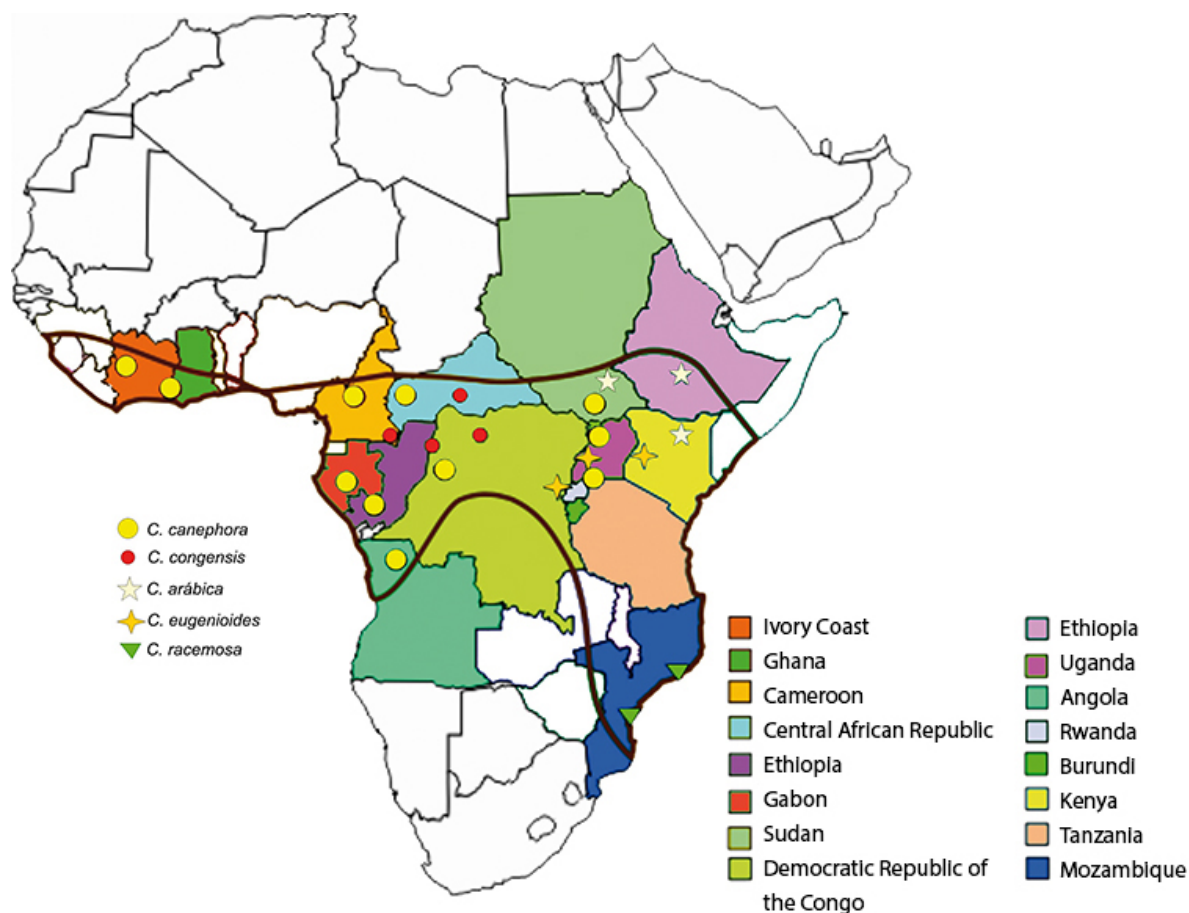 C. canephora
C. congensis
C. arábica
C. eugenioides
C. racemosa
Ivory Coast
Ghana
Cameroon
Central African Republic
Ethiopia
Gabon
Sudan
Democratic Republic of
the Congo
Ethiopia
Uganda
Angola
Rwanda
Burundi
Kenya
Tanzania
Mozambique